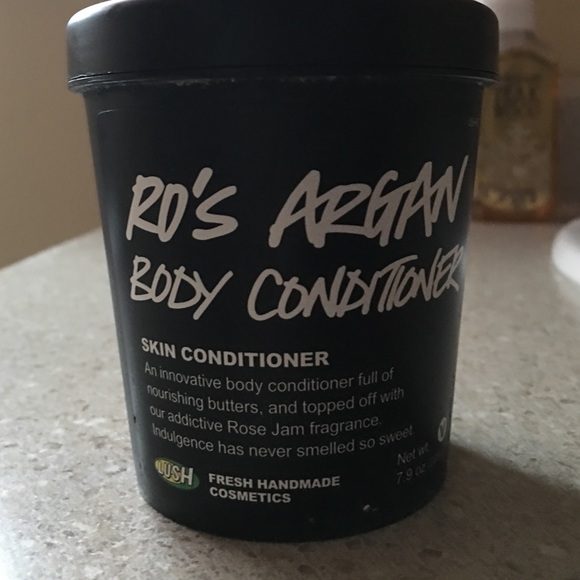 RO'S ARGAN
BODY CONDITIONER
SKIN CONDITIONER
An innovative body conditioner full of
nourishing butters, and topped off with
our addictive Rose Jam fragrance.
Indulgence has never smelled so sweet.
Net wt.
7.9 oz
LUSH
FRESH HANDMADE
COSMETICS